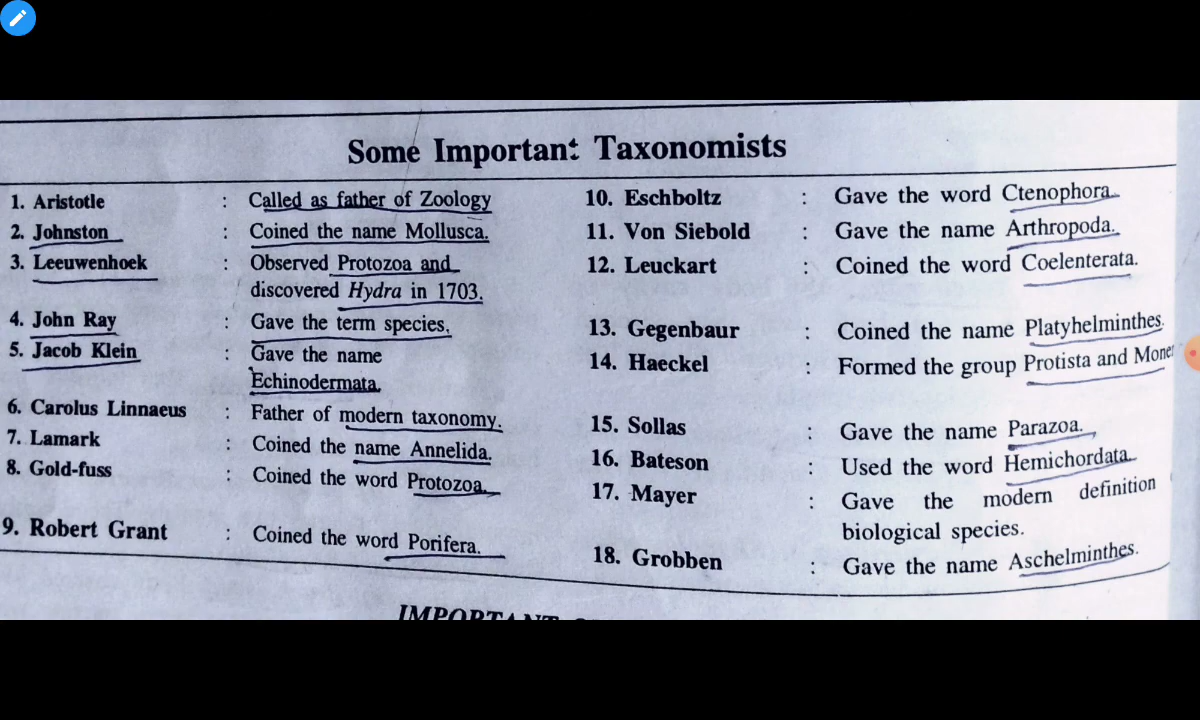 Some Important Taxonomists
1. Aristotle : Called as father of Zoology
2. Johnston : Coined the name Mollusca.
3. Leeuwenhoek : Observed Protozoa and
discovered Hydra in 1703.
4. John Ray : Gave the term species.
5. Jacob Klein : Gave the name
Echinodermata.
6. Carolus Linnaeus : Father of modern taxonomy.
7. Lamark : Coined the name Annelida.
8. Gold-fuss : Coined the word Protozoa.
9. Robert Grant : Coined the word Porifera.
10. Eschboltz : Gave the word Ctenophora.
11. Von Siebold : Gave the name Arthropoda.
12. Leuckart : Coined the word Coelenterata.
13. Gegenbaur : Coined the name Platyhelminthes.
14. Haeckel : Formed the group Protista and
15. Sollas : Gave the name Parazoa.
16. Bateson : Used the word Hemichordata.
17. Mayer : Gave the modern definition
biological species.
18. Grobben : Gave the name Aschelminthes.
IMPORTANT